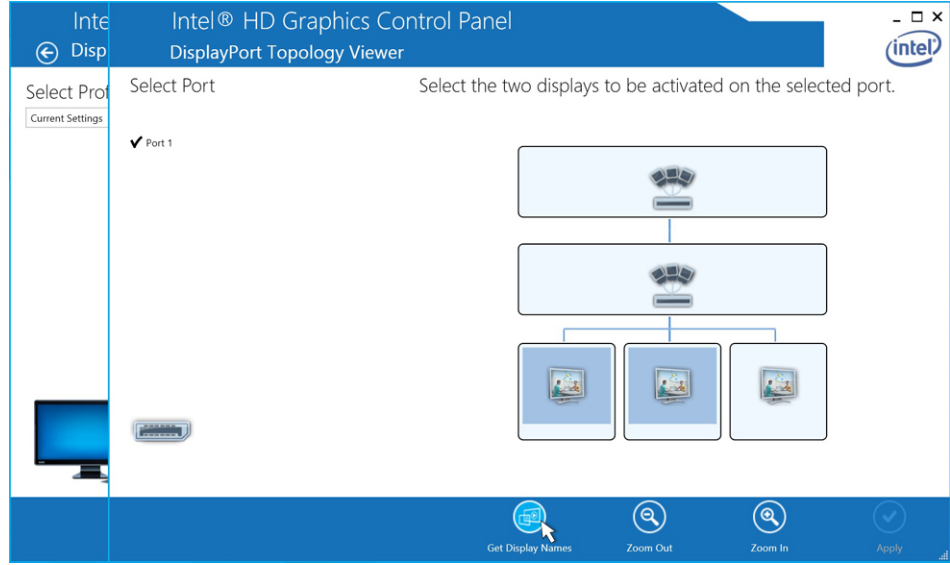 Inte
Disp
Select Prof
Current Settings
Intel® HD Graphics Control Panel
DisplayPort Topology Viewer
intel
Select Port
Select the two displays to be activated on the selected port.
Port 1
Get Display Names
Zoom Out
Zoom In
Apply